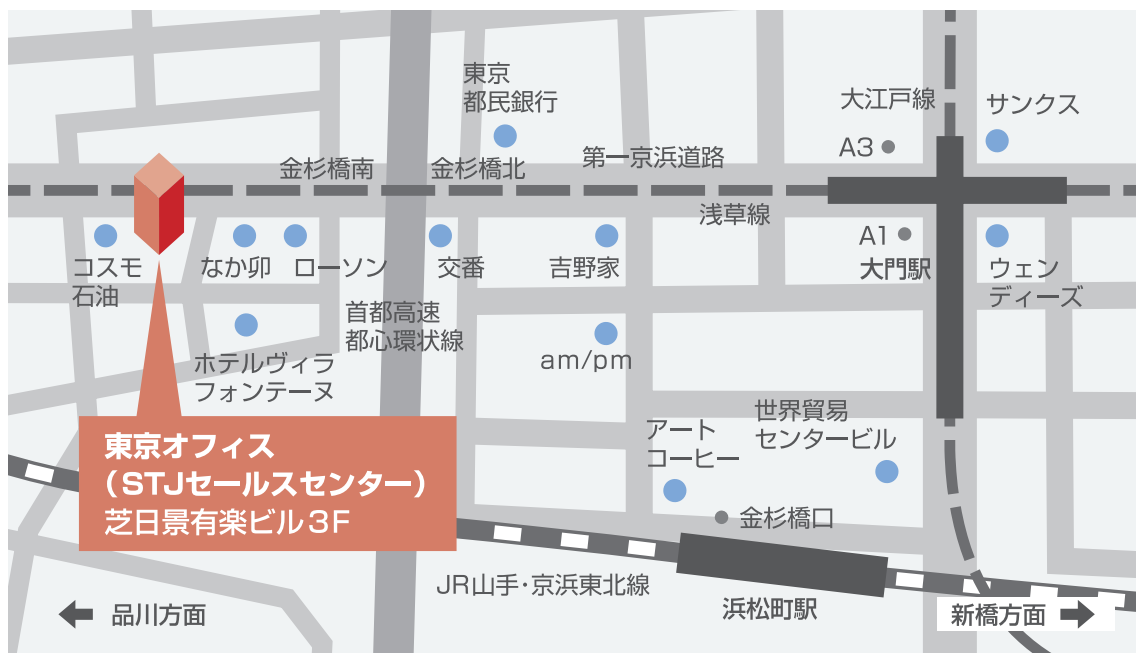 東京
都民銀行
大江戸線
サンクス
A3
第一京浜道路
金杉橋南
金杉橋北
浅草線
A1
大門駅
コスモ
石油
なか卯
ローソン
交番
吉野家
ウェン
ディーズ
首都高速
都心環状線
ホテルヴィラ
フォンテーヌ
am/pm
世界貿易
センタービル
アート
コーヒー
東京オフィス
（STJセールスセンター）
芝日景有楽ビル3F
金杉橋口
JR山手・京浜東北線
浜松町駅
品川方面
新橋方面